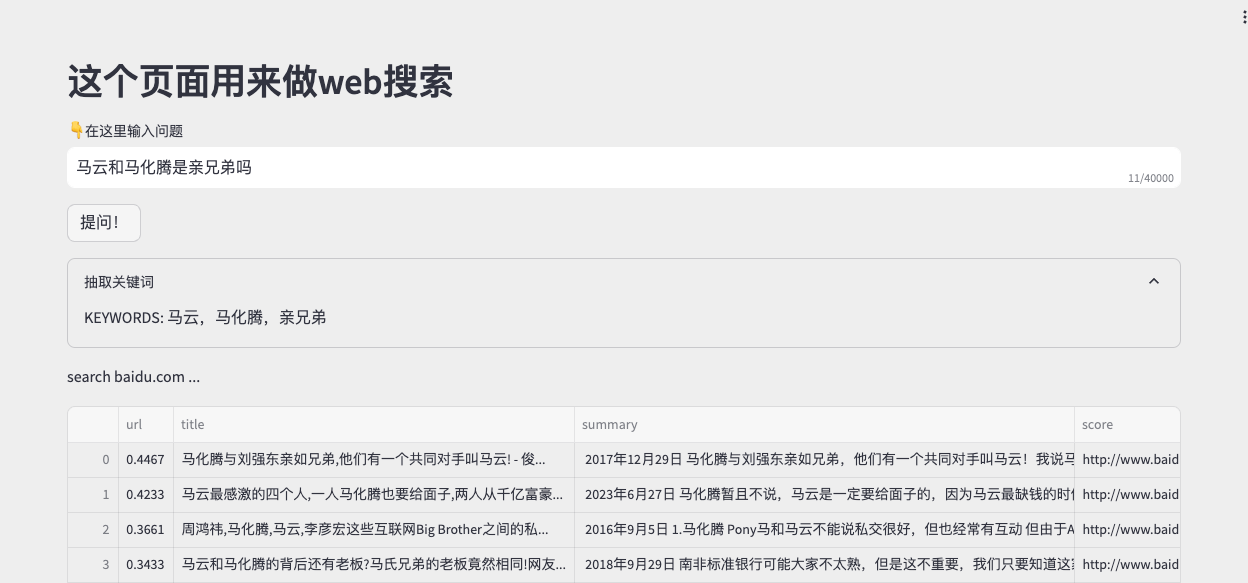 这个页面用来做web搜索
👇在这里输入问题
马云和马化腾是亲兄弟吗
11/40000
提问！
抽取关键词
KEYWORDS: 马云，马化腾，亲兄弟
search baidu.com ...
url title summary score
0 0.4467 马化腾与刘强东亲如兄弟,他们有一个共同对手叫马云! - 俊... 2017年12月29日 马化腾与刘强东亲如兄弟，他们有一个共同对手叫马云！我说马 http://www.baid
1 0.4233 马云最感激的四个人,一人马化腾也要给面子,两人从千亿富豪... 2023年6月27日 马化腾暂且不说，马云是一定要给面子的，因为马云最缺钱的时 http://www.baid
2 0.3661 周鸿祎,马化腾,马云,李彦宏这些互联网Big Brother之间的私... 2016年9月5日 1.马化腾 Pony马和马云不能说私交很好，但也经常有互动 但由于A http://www.baid
3 0.3433 马云和马化腾的背后还有老板?马氏兄弟的老板竟然相同!网友... 2018年9月29日 南非标准银行可能大家不太熟，但是这不重要，我们只要知道这 http://www.baid